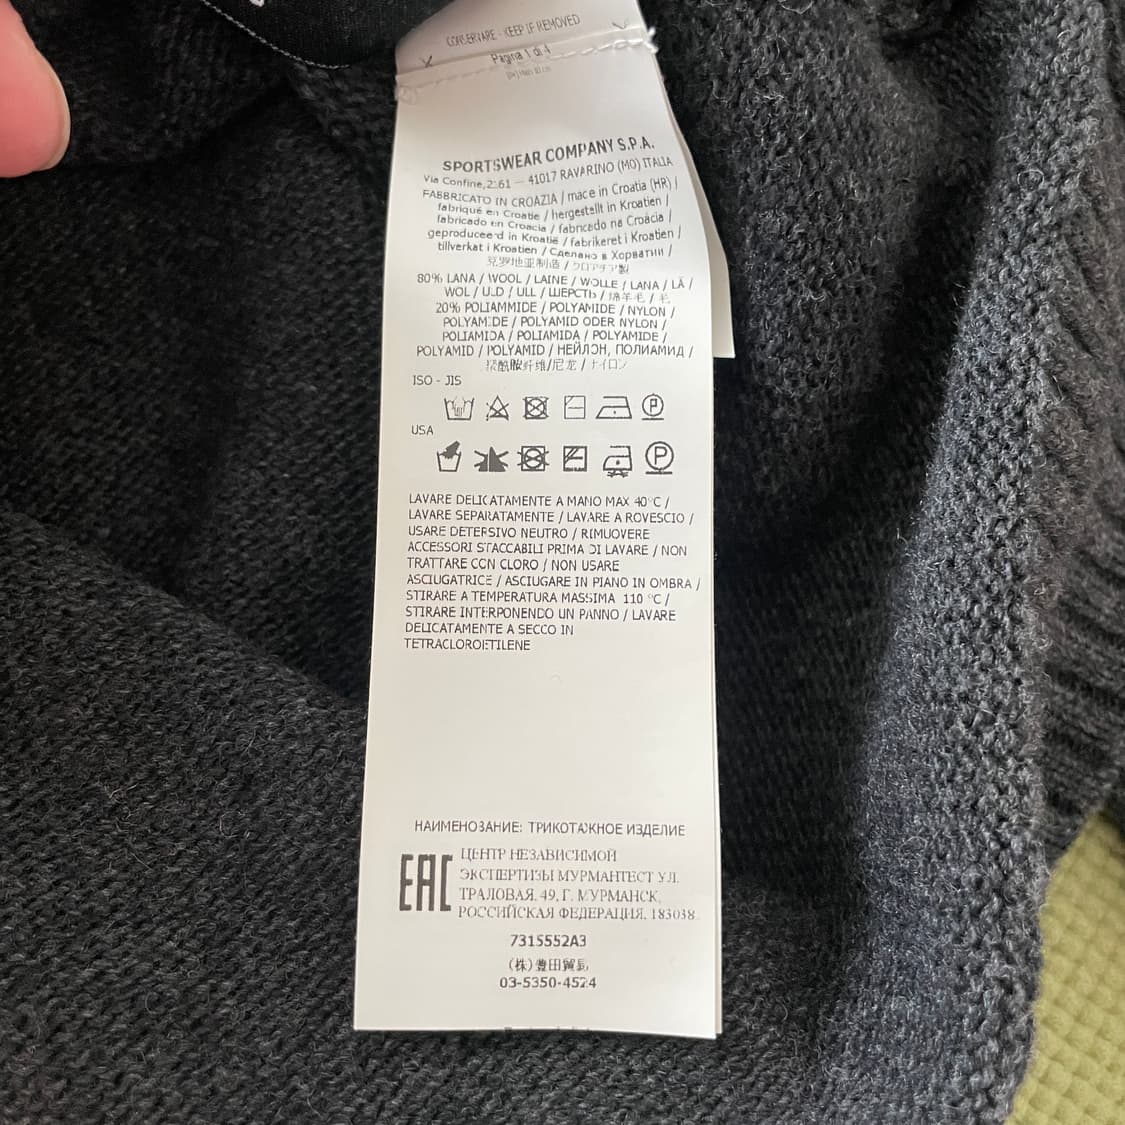 CONSERVARE - KEEP IF REMOVED
Pagina 1 di 4
SPORTSWEAR COMPANY S.P.A.
Via Confine, 2161 — 41017 RAVARINO (MO) ITALIA
FABBRICATO IN CROAZIA / mace in Croatia (HR) /
fabriqué en Croatie / hergestellt in Kroatien /
fabricado en Croacia / fabricado na Croácia /
geproduceerd in Kroatië / fabrikeret i Kroatien /
tillverkat i Kroatien / Сделано в Хорватии /
克罗地亚制造 / クロアチア製
80% LANA / WOOL / LAINE / WOLLE / LANA / LÃ /
WOL / ULD / ULL / ШЕРСТЬ / 绵羊毛 / 毛
20% POLIAMMIDE / POLYAMIDE / NYLON /
POLYAMIDE / POLYAMID ODER NYLON /
POLIAMIDA / POLIAMIDA / POLYAMIDE /
POLYAMID / POLYAMID / НЕЙЛОН, ПОЛИАМИД /
聚酰胺纤维/尼龙 / ナイロン
ISO - JIS
P
USA
P
LAVARE DELICATAMENTE A MANO MAX 40°C /
LAVARE SEPARATAMENTE / LAVARE A ROVESCIO /
USARE DETERSIVO NEUTRO / RIMUOVERE
ACCESSORI STACCABILI PRIMA DI LAVARE / NON
TRATTARE CON CLORO / NON USARE
ASCIUGATRICE / ASCIUGARE IN PIANO IN OMBRA /
STIRARE A TEMPERATURA MASSIMA 110 °C /
STIRARE INTERPONENDO UN PANNO / LAVARE
DELICATAMENTE A SECCO IN
TETRACLOROETILENE
НАИМЕНОЗАНИЕ: ТРИКОТАЖНОЕ ИЗДЕЛИЕ
EAC
ЦЕНТР НЕЗАВИСИМОЙ
ЭКСПЕРТИЗЫ МУРМАНТЕСТ УЛ.
ТРАЛОВАЯ, 49, Г. МУРМАНСК,
РОССИЙСКАЯ ФЕДЕРАЦИЯ, 183038.
7315552A3
(株)豊田貿易
03-5350-4524